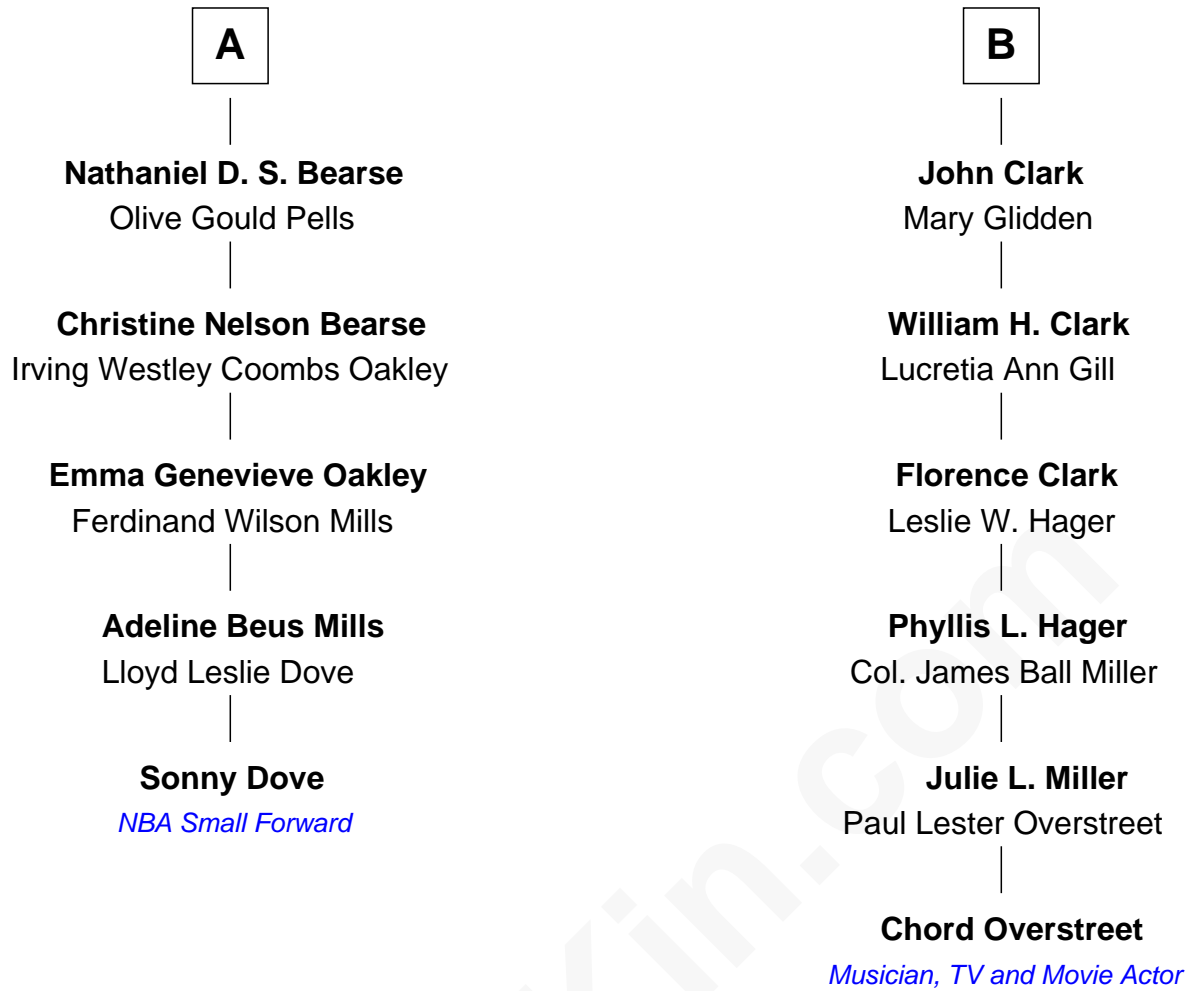 A
Nathaniel D. S. Bearse
Olive Gould Pells
Christine Nelson Bearse
Irving Westley Coombs Oakley
Emma Genevieve Oakley
Ferdinand Wilson Mills
Adeline Beus Mills
Lloyd Leslie Dove
Sonny Dove
NBA Small Forward
B
John Clark
Mary Glidden
William H. Clark
Lucretia Ann Gill
Florence Clark
Leslie W. Hager
Phyllis L. Hager
Col. James Ball Miller
Julie L. Miller
Paul Lester Overstreet
Chord Overstreet
Musician, TV and Movie Actor